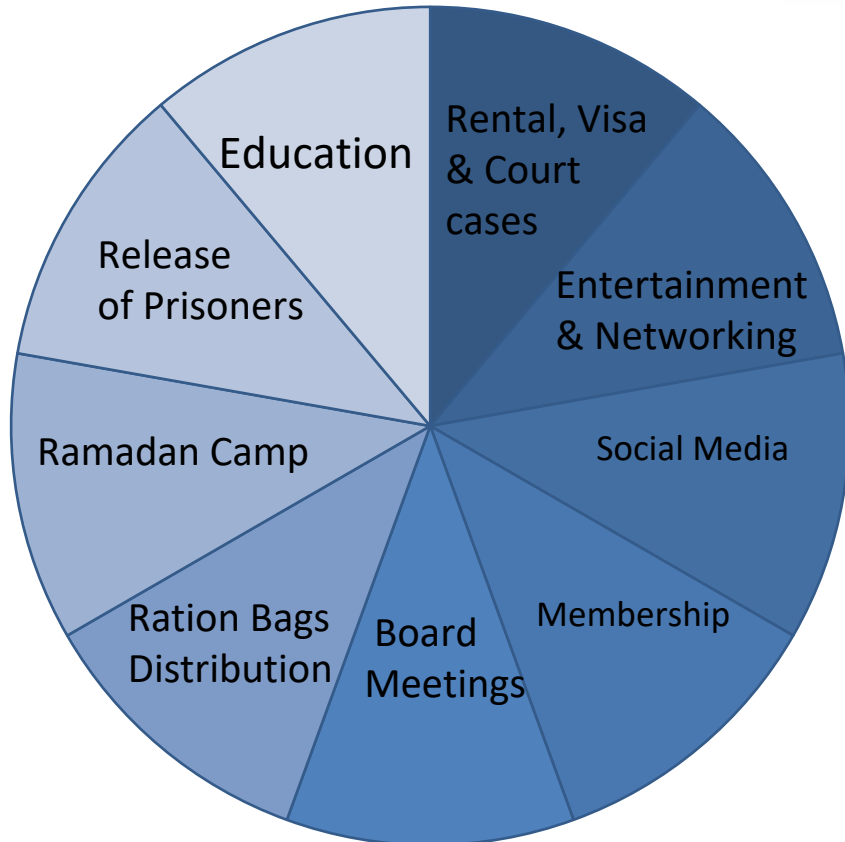 Education
Rental, Visa
& Court
cases
Release
of Prisoners
Entertainment
& Networking
Ramadan Camp
Social Media
Ration Bags
Distribution
Board
Meetings
Membership